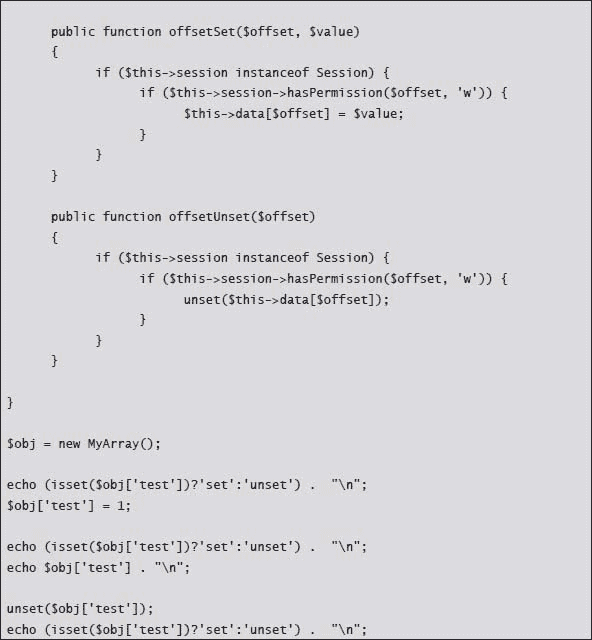 public function offsetSet($offset, $value)
{
if ($this->session instanceof Session) {
if ($this->session->hasPermission($offset, 'w')) {
$this->data[$offset] = $value;
}
}
}
public function offsetUnset($offset)
{
if ($this->session instanceof Session) {
if ($this->session->hasPermission($offset, 'w')) {
unset($this->data[$offset]);
}
}
}
}
$obj = new MyArray();
echo (isset($obj['test'])?'set':'unset') .  "\n";
$obj['test'] = 1;
echo (isset($obj['test'])?'set':'unset') .  "\n";
echo $obj['test'] . "\n";
unset($obj['test']);
echo (isset($obj['test'])?'set':'unset') .  "\n";